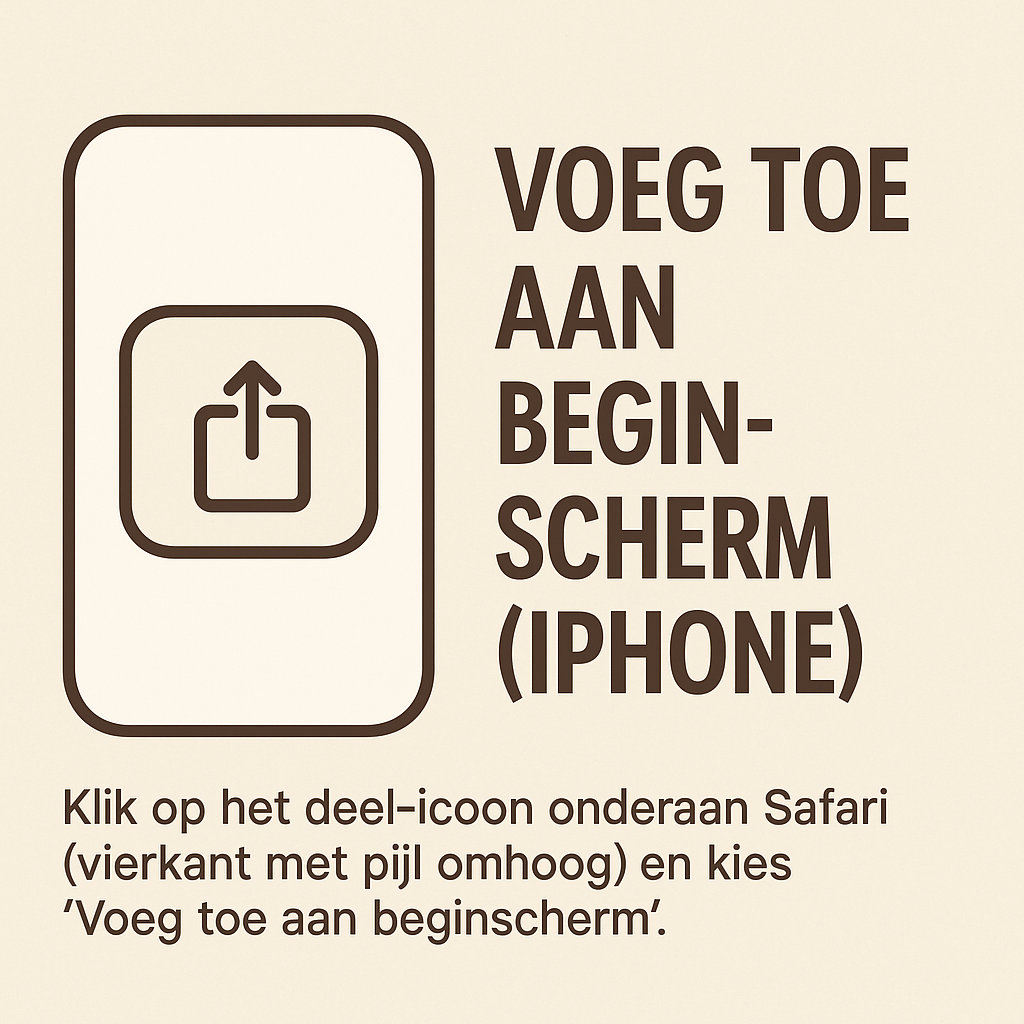 VOEG TOE
AAN
BEGIN-
SCHERM
(IPHONE)
Klik op het deel-icoon onderaan Safari
(vierkant met pijl omhoog) en kies
‘Voeg toe aan beginscherm’.